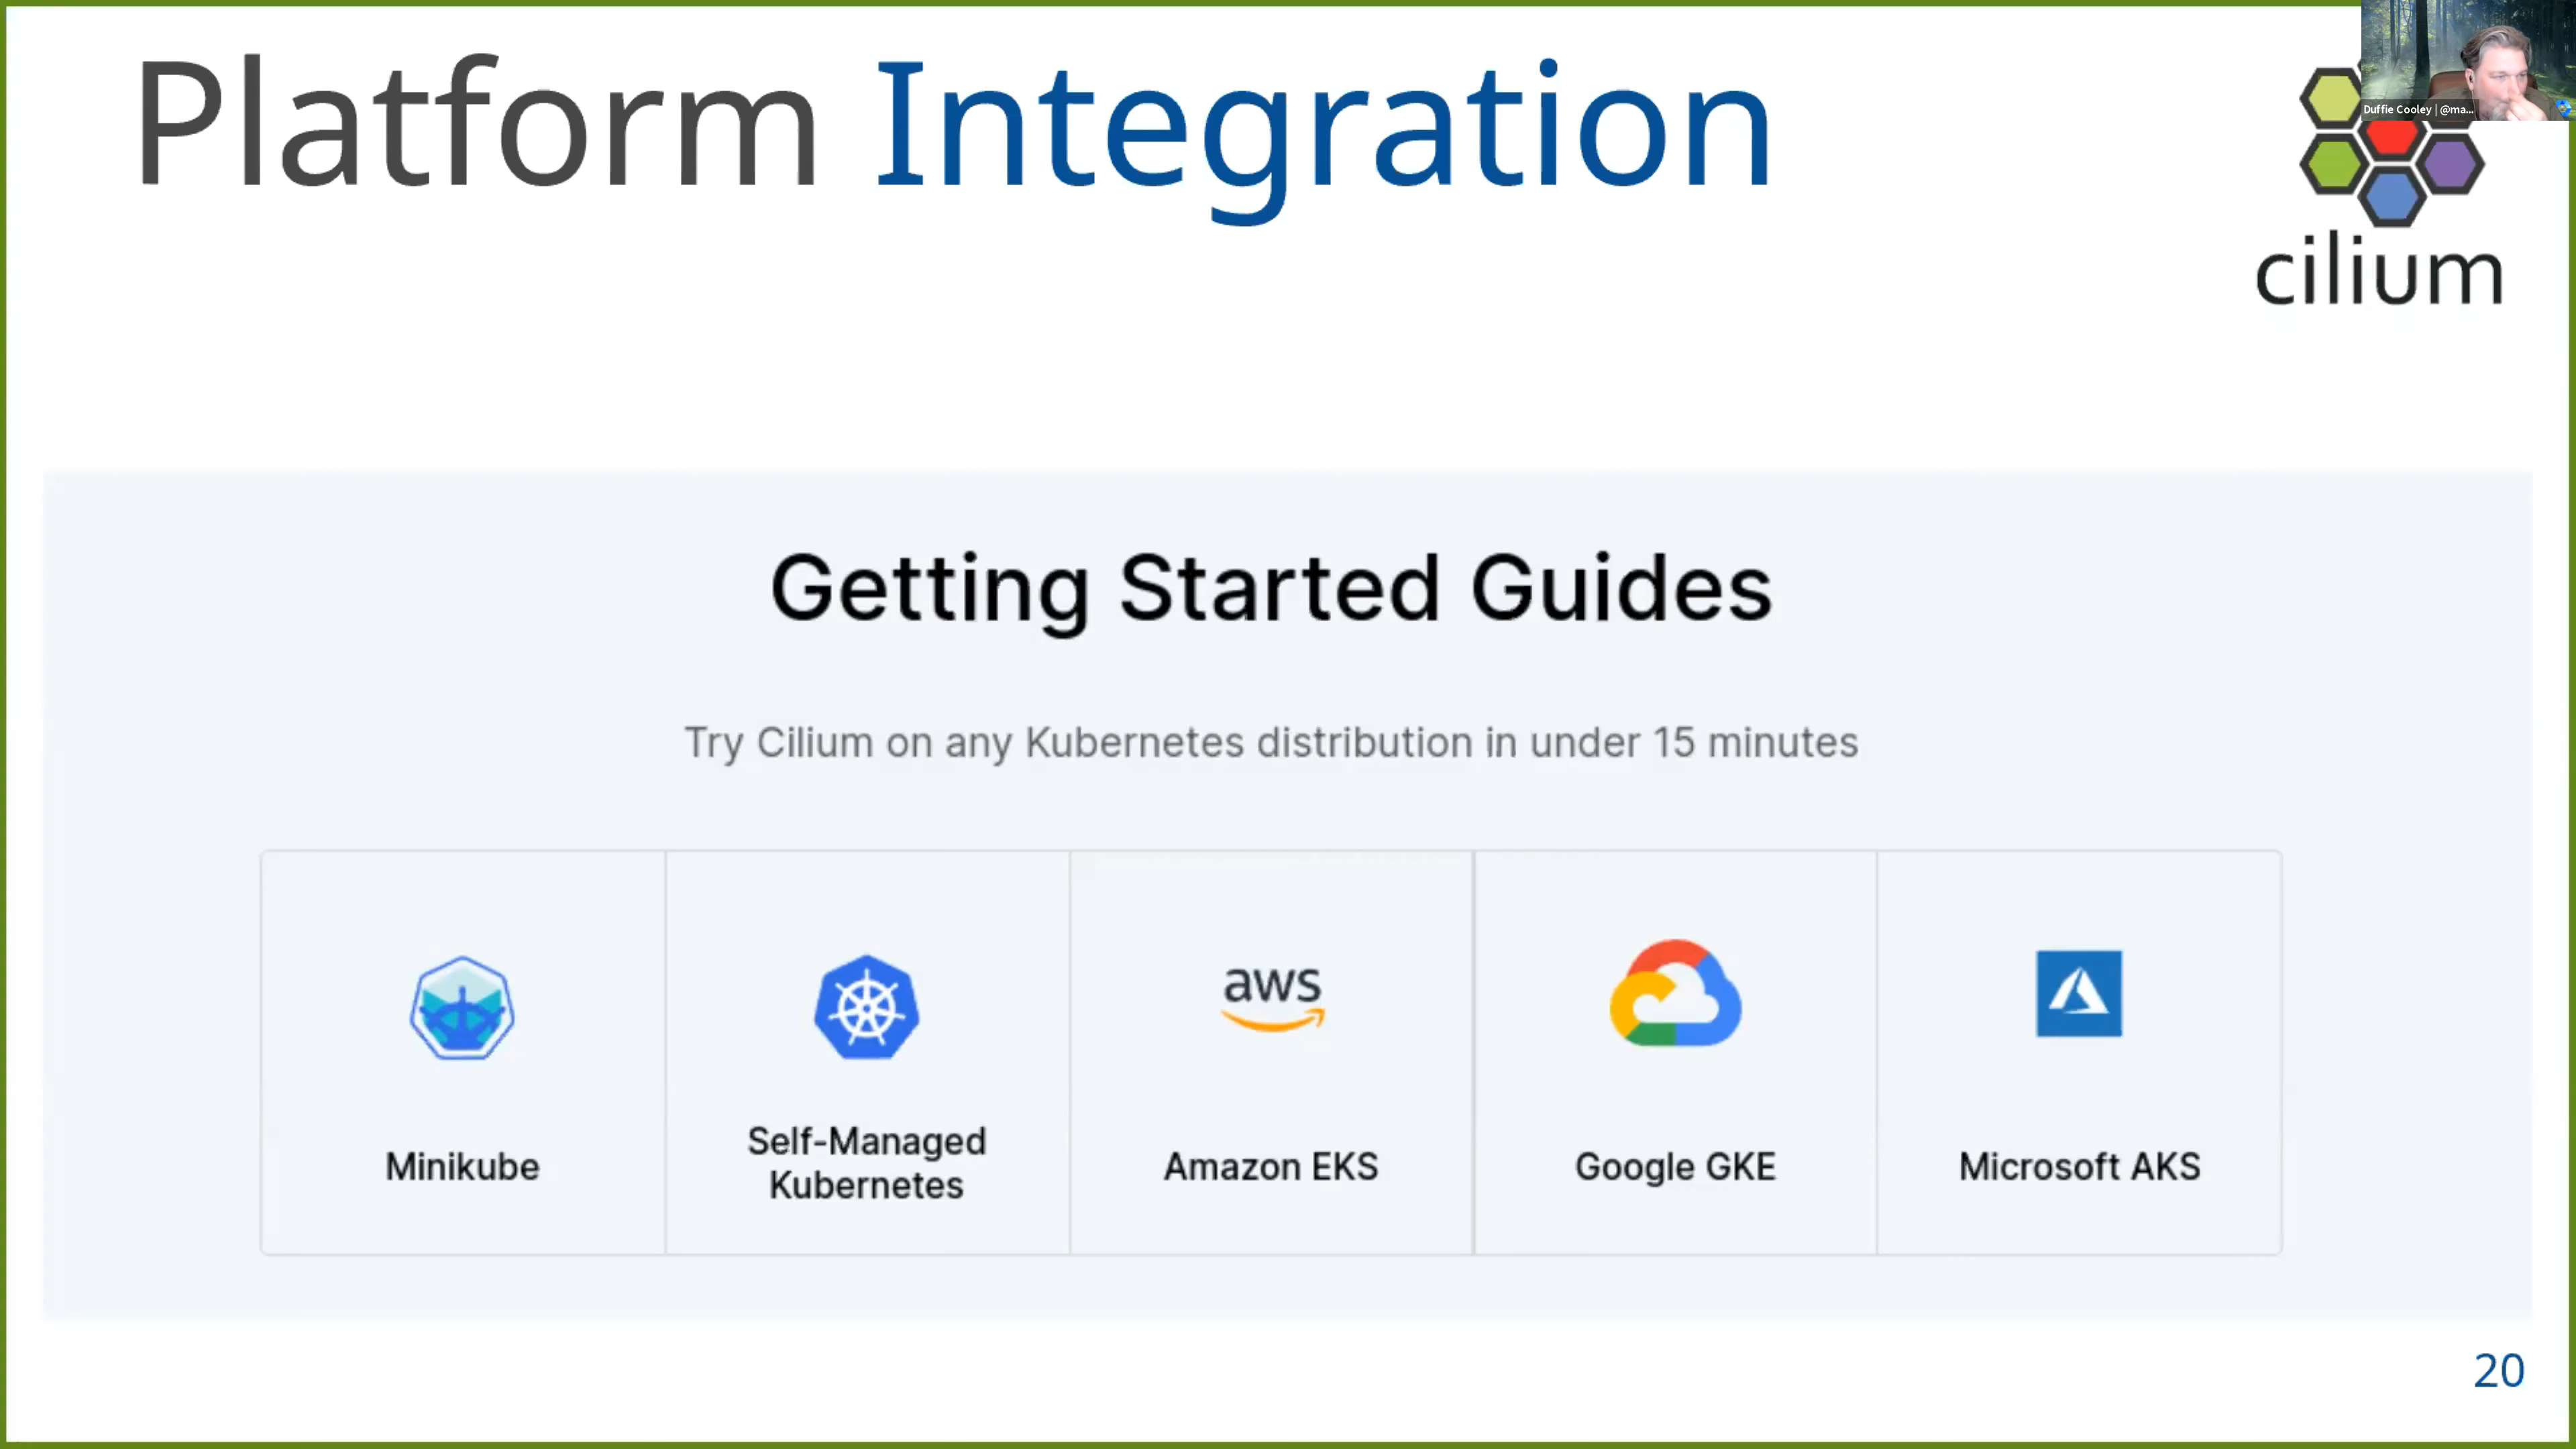 Platform Integration
Duffie Cooley | @ma...
cilium
Getting Started Guides
Try Cilium on any Kubernetes distribution in under 15 minutes
aws
Minikube
Self-Managed
Kubernetes
Amazon EKS
Google GKE
Microsoft AKS
20